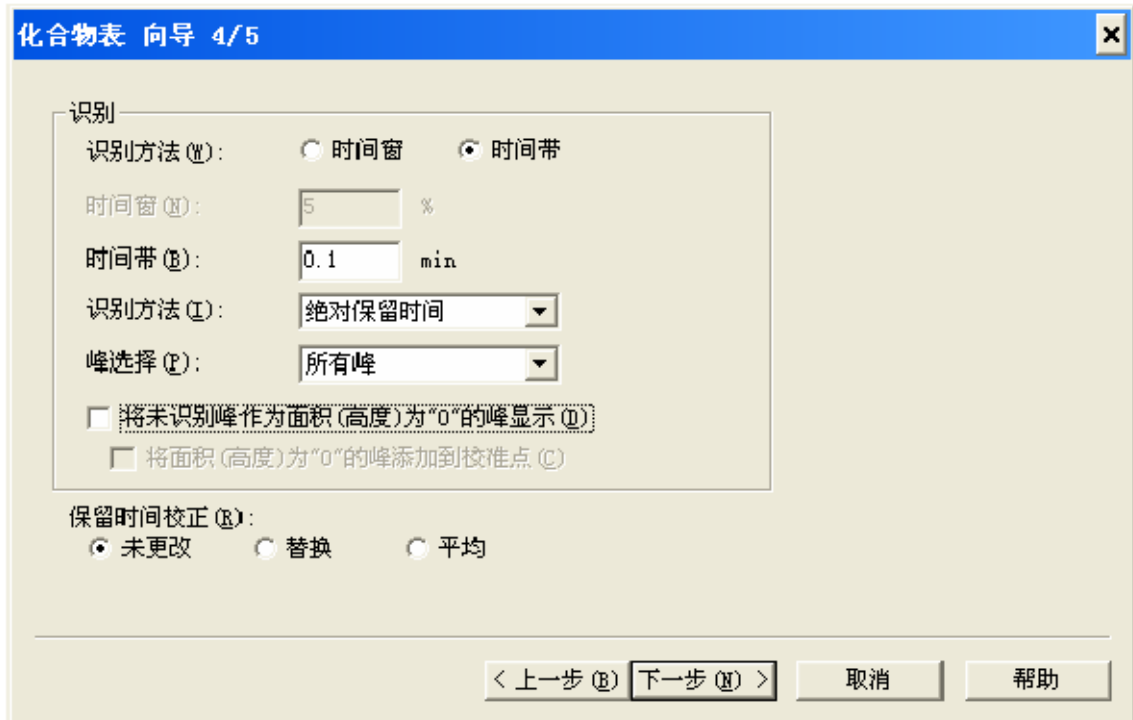 化合物表 向导 4/5
识别
识别方法(W): 时间窗 时间带
时间窗(N): 5 %
时间带(B): 0.1 min
识别方法(I): 绝对保留时间
峰选择(P): 所有峰
将未识别峰作为面积(高度)为"0"的峰显示(D)
将面积(高度)为"0"的峰添加到校准点(C)
保留时间校正(R):
未更改 替换 平均
< 上一步(B) 下一步(N) > 取消 帮助